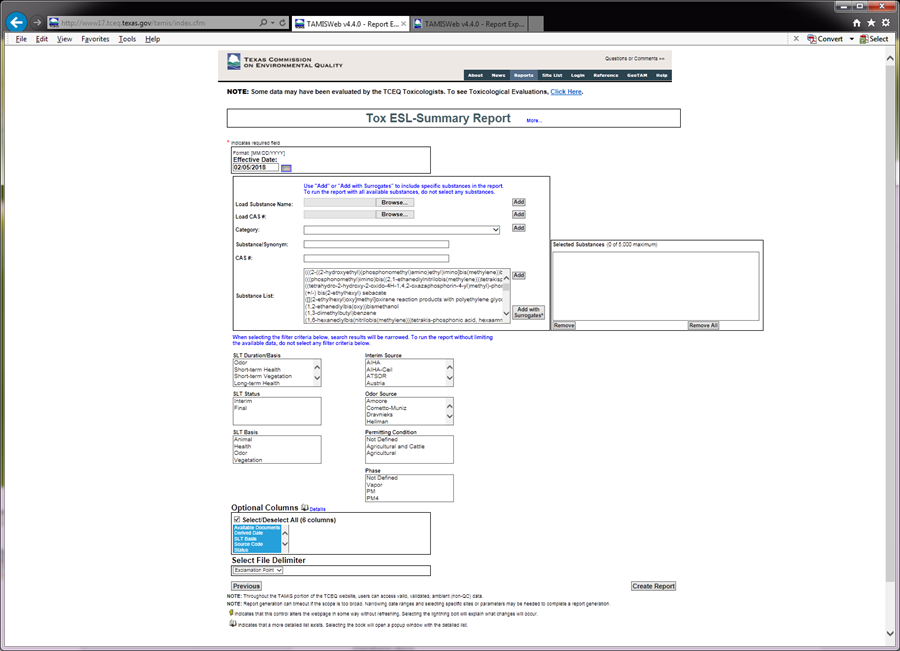 http://www17.tceq.texas.gov/tamis/index.cfm
TAMISWeb v4.4.0 - Report E...
TAMISWeb v4.4.0 - Report Exp...
File Edit View Favorites Tools Help
Convert Select
TEXAS COMMISSION
ON ENVIRONMENTAL QUALITY
Questions or Comments >>
About News Reports Site List Login Reference GeoTAM Help
NOTE: Some data may have been evaluated by the TCEQ Toxicologists. To see Toxicological Evaluations, Click Here.
Tox ESL-Summary Report More...
* Indicates required field
Format: [MM/DD/YYYY]
Effective Date:
02/05/2018
Use "Add" or "Add with Surrogates" to include specific substances in the report.
To run the report with all available substances, do not select any substances.
Load Substance Name: Browse... Add
Load CAS #: Browse... Add
Category: Add
Substance/Synonym:
CAS #:
Substance List:
(((2-((2-hydroxyethyl)(phosphonomethyl)amino)ethyl)imino)bis(methylene))b
((tetrahydro-2-hydroxy-2-oxido-4H-1,4,2-oxazaphosphorin-4-yl)methyl)-phos
(+/-) bis(2-ethylhexyl) sebacate
([[(2-ethylhexyl)oxy]methyl]oxirane reaction products with polyethylene glyco
(1,2-ethanediylbis(oxy))bismethanol
(1,3-dimethylbutyl)benzene
(1,6-hexanediylbis(nitrilobis(methylene)))tetrakis-phosphonic acid, hexaamm
Add
Add with
Surrogates*
Selected Substances (0 of 5,000 maximum)
Remove Remove All
When selecting the filter criteria below, search results will be narrowed. To run the report without limiting
the available data, do not select any filter criteria below.
SLT Duration/Basis
Odor
Short-term Health
Short-term Vegetation
Long-term Health
Interim Source
AIHA
AIHA-Cail
ATSDR
Austria
SLT Status
Interim
Final
Odor Source
Amoore
Cometto-Muniz
Dravnieks
Hellman
SLT Basis
Animal
Health
Odor
Vegetation
Permitting Condition
Not Defined
Agricultural and Cattle
Agricultural
Phase
Not Defined
Vapor
PM
PM4
Optional Columns Details
Select/Deselect All (6 columns)
Available Documents
Derived Date
SLT Basis
Source Code
Status
Select File Delimiter
Exclamation Point
Previous Create Report
NOTE: Throughout the TAMIS portion of the TCEQ website, users can access valid, validated, ambient (non-QC) data.
NOTE: Report generation can timeout if the scope is too broad. Narrowing date ranges and selecting specific sites or parameters may be needed to complete a report generation
Indicates that this control alters the webpage in some way without refreshing. Selecting the lightning bolt will explain what changes will occur.
Indicates that a more detailed list exists. Selecting the book will open a popup window with the detailed list.